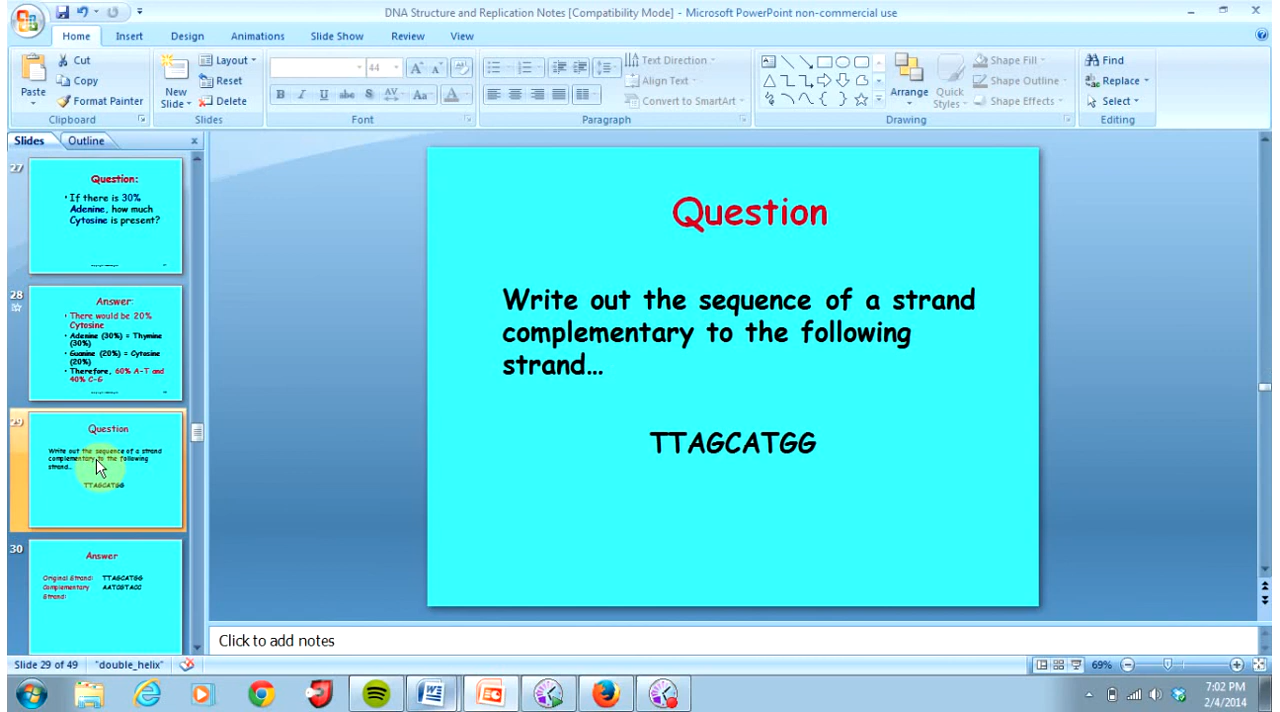 DNA Structure and Replication Notes [Compatibility Mode] - Microsoft PowerPoint non-commercial use
Home Insert Design Animations Slide Show Review View
Paste
Cut
Copy
Format Painter
Clipboard
New Slide
Layout
Reset
Delete
Slides
44
Font
Paragraph
Text Direction
Align Text
Convert to SmartArt
Arrange
Quick Styles
Shape Fill
Shape Outline
Shape Effects
Drawing
Find
Replace
Select
Editing
Slides Outline
27
Question:
• If there is 30%
Adenine, how much
Cytosine is present?
28
Answer:
• There would be 20%
Cytosine
• Adenine (30%) = Thymine
(30%)
• Guanine (20%) = Cytosine
(20%)
• Therefore, 60% A-T and
40% C-G
29
Question
Write out the sequence of a strand
complementary to the following
strand…
TTAGCATGG
30
Answer
Original Strand: TTAGCATGG
Complementary AATCGTACC
Strand:
Question
Write out the sequence of a strand
complementary to the following
strand…
TTAGCATGG
Click to add notes
Slide 29 of 49 "double_helix" 69%
7:02 PM
2/4/2014